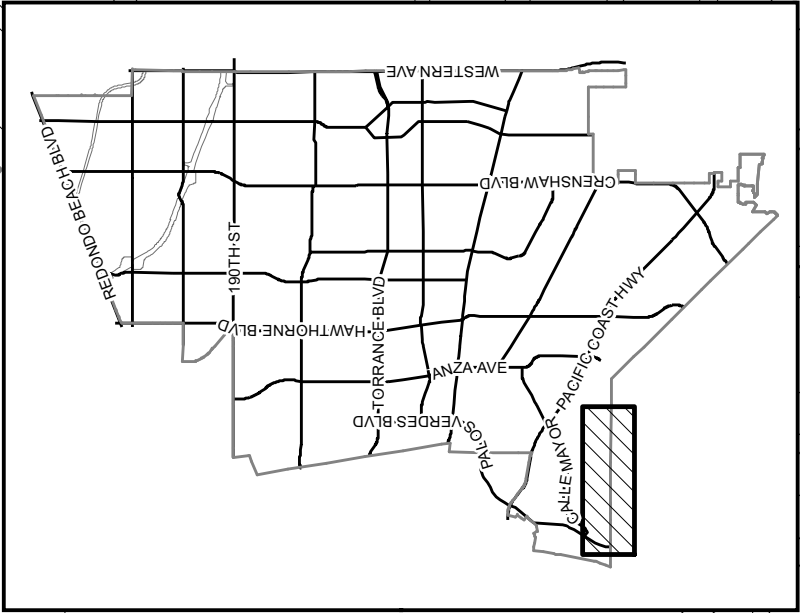 WESTERN AVE
REDONDO BEACH BLVD
CRENSHAW BLVD
190TH ST
HAWTHORNE BLVD
TORRANCE BLVD
PACIFIC COAST HWY
ANZA AVE
PALOS VERDES BLVD
CALLE MAYOR